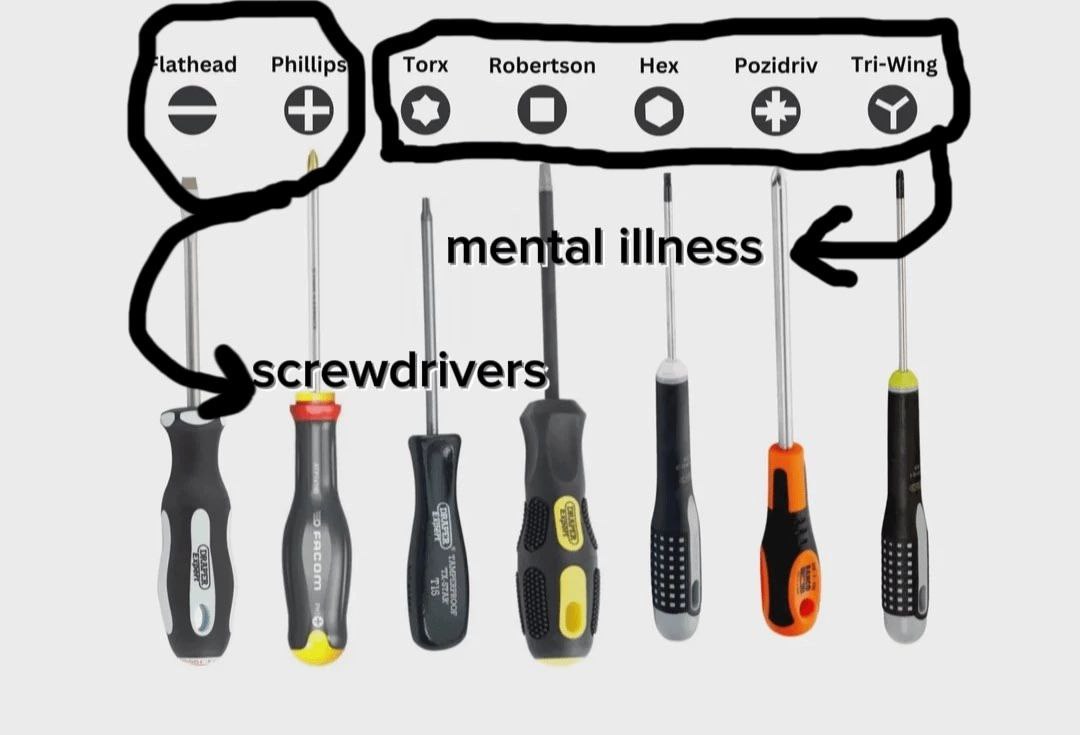 Flathead Phillips Torx Robertson Hex Pozidriv Tri-Wing
mental illness
screwdrivers
DRAPER
Expert
FACOM
DRAPER
Expert
TAMPERPROOF
TX-STAR
T15
DRAPER
Expert